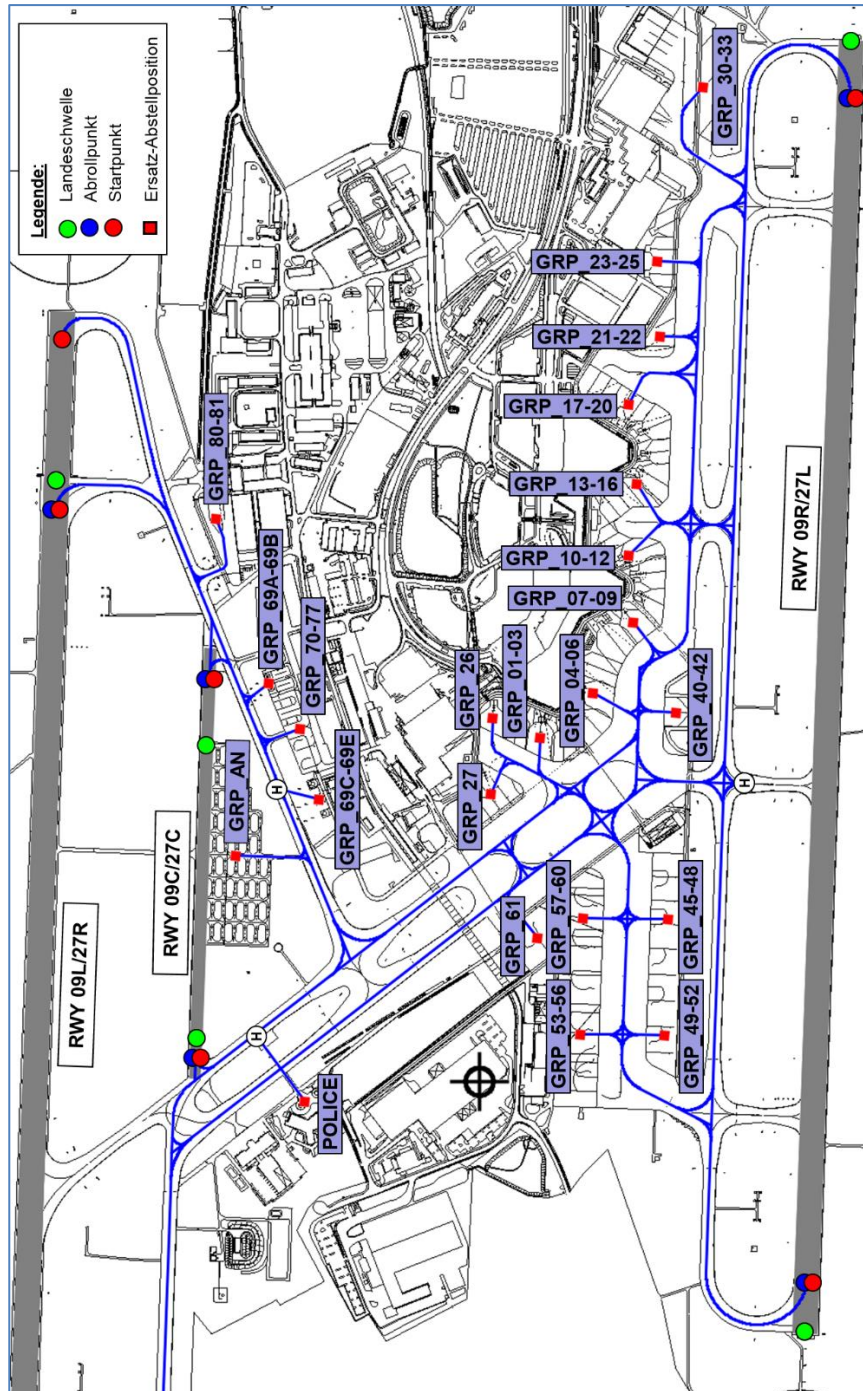 Legende:
Landeschwelle
Abrollpunkt
Startpunkt
Ersatz-Abstellposition
GRP_30-33
GRP_23-25
GRP_21-22
GRP_17-20
GRP_13-16
GRP_10-12
GRP_07-09
GRP_04-06
GRP_40-42
GRP_01-03
GRP_26
GRP_27
GRP_80-81
GRP_69A-69B
GRP_70-77
GRP_69C-69E
GRP_AN
GRP_61
GRP_57-60
GRP_45-48
GRP_53-56
GRP_49-52
POLICE
H
H
H
RWY 09L/27R
RWY 09C/27C
RWY 09R/27L